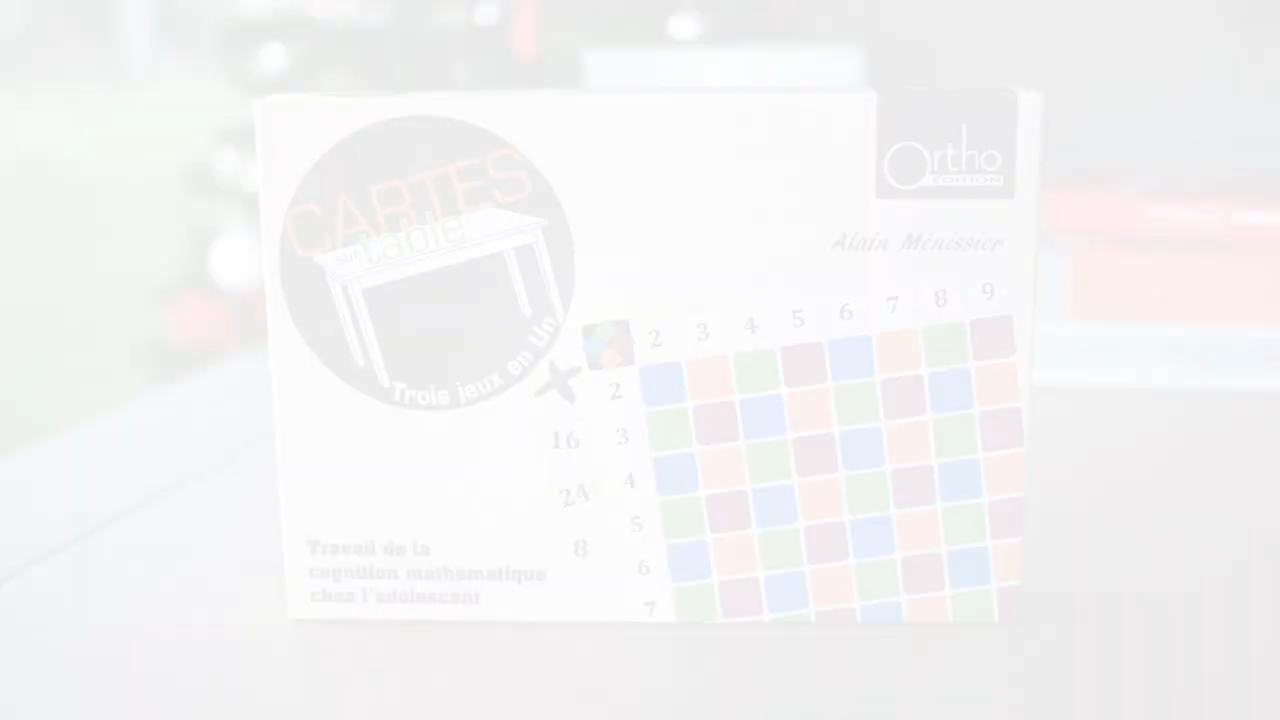 CARTES
sur table
Trois jeux en Un
Ortho
EDITION
Alain Ménissier
2 3 4 5 6 7 8 9
×
2
16 3
24 4
5
8
6
7
Travail de la
cognition mathématique
chez l'adolescent